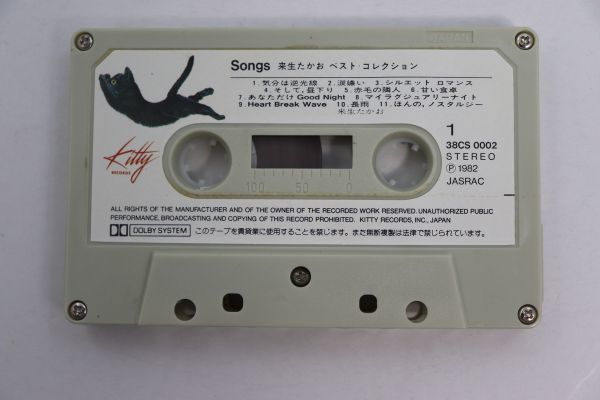 JAPAN
Songs 来生たかお ベスト・コレクション
1.気分は逆光線 2.涙嫌い 3.シルエット ロマンス
4.そして,昼下り 5.赤毛の隣人 6.甘い食卓
7.あなただけ Good Night 8.マイラグジュアリーナイト
9.Heart Break Wave 10.長雨 11.ほんの,ノスタルジー
来生たかお
Kitty
RECORDS
1
38CS 0002
STEREO
Ⓟ1982
JASRAC
100 50 0
ALL RIGHTS OF THE MANUFACTURER AND OF THE OWNER OF THE RECORDED WORK RESERVED. UNAUTHORIZED PUBLIC
PERFORMANCE, BROADCASTING AND COPYING OF THIS RECORD PROHIBITED. KITTY RECORDS, INC., JAPAN
DOLBY SYSTEM このテープを賃貸業に使用することを禁じます。また無断複製は法律で禁じられています。